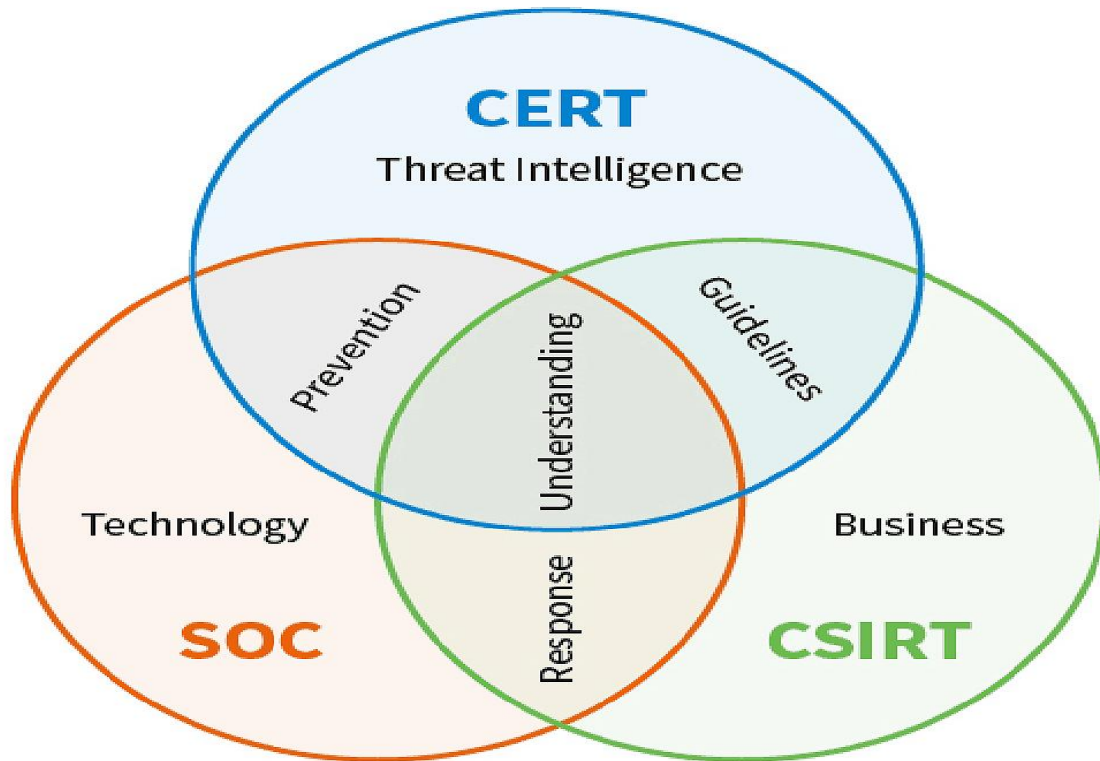 CERT
Threat Intelligence
Prevention
Understanding
Guidelines
Technology
Business
Response
SOC
CSIRT